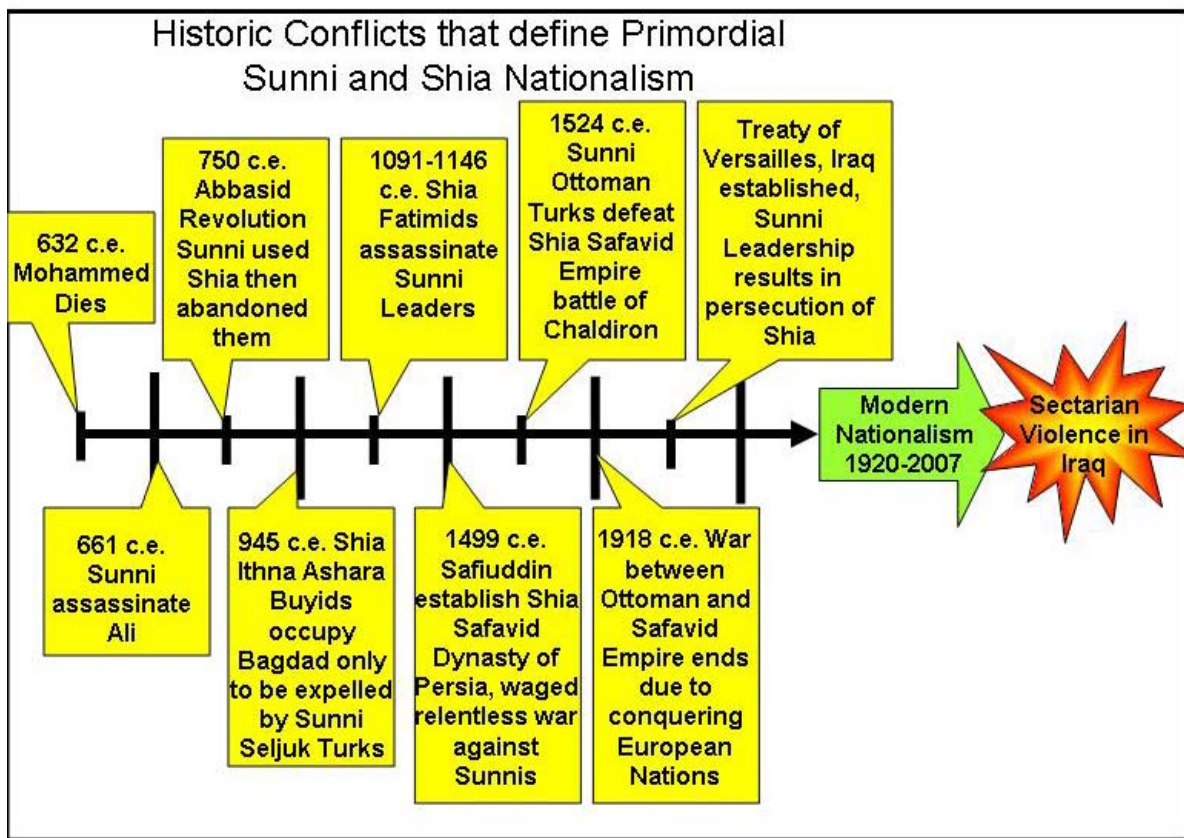 Historic Conflicts that define Primordial
Sunni and Shia Nationalism
632 c.e.
Mohammed
Dies
750 c.e.
Abbasid
Revolution
Sunni used
Shia then
abandoned
them
1091-1146
c.e. Shia
Fatimids
assassinate
Sunni
Leaders
1524 c.e.
Sunni
Ottoman
Turks defeat
Shia Safavid
Empire
battle of
Chaldiron
Treaty of
Versailles, Iraq
established,
Sunni
Leadership
results in
persecution of
Shia
Modern
Nationalism
1920-2007
Sectarian
Violence in
Iraq
661 c.e.
Sunni
assassinate
Ali
945 c.e. Shia
Ithna Ashara
Buyids
occupy
Bagdad only
to be expelled
by Sunni
Seljuk Turks
1499 c.e.
Safiuddin
establish Shia
Safavid
Dynasty of
Persia, waged
relentless war
against
Sunnis
1918 c.e. War
between
Ottoman and
Safavid
Empire ends
due to
conquering
European
Nations